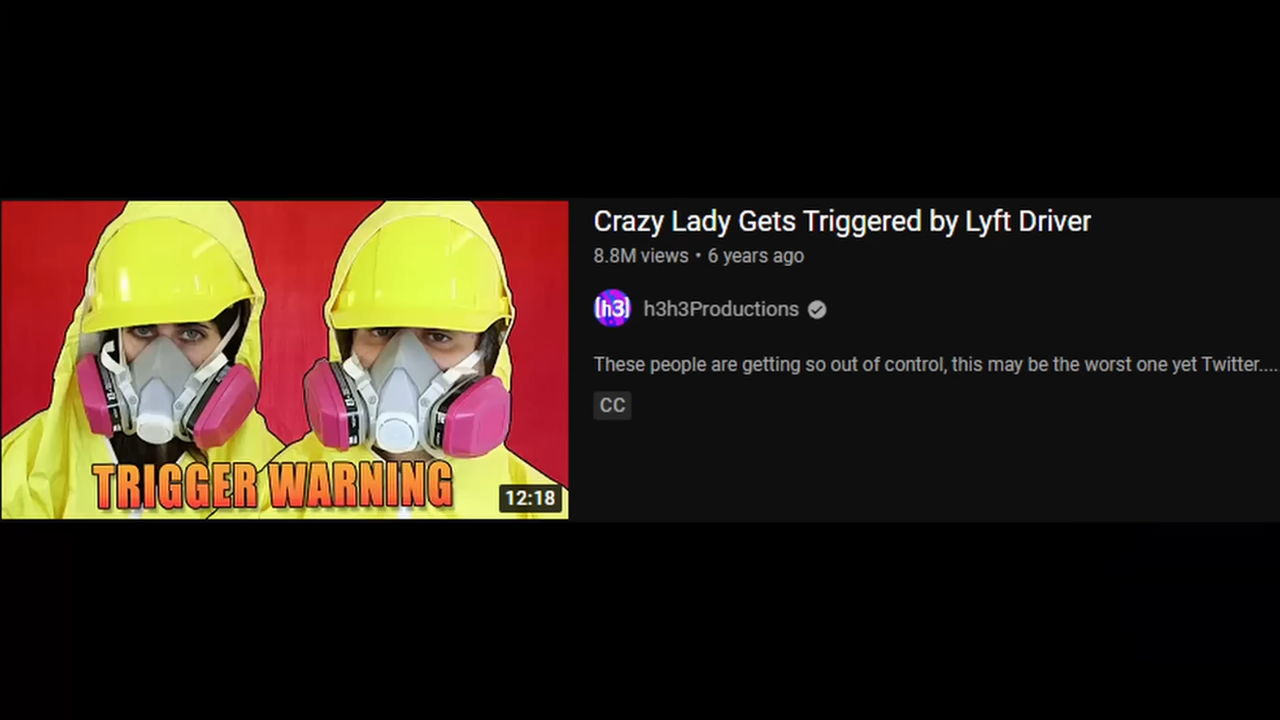 Crazy Lady Gets Triggered by Lyft Driver
8.8M views • 6 years ago
[h3] h3h3Productions
These people are getting so out of control, this may be the worst one yet Twitter....
CC
TRIGGER WARNING
12:18